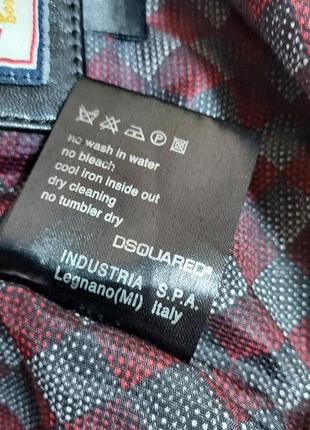 no wash in water
no bleach
cool iron inside out
dry cleaning
no tumbler dry
DSQUARED2
INDUSTRIA S.P.A.
Legnano(MI) italy